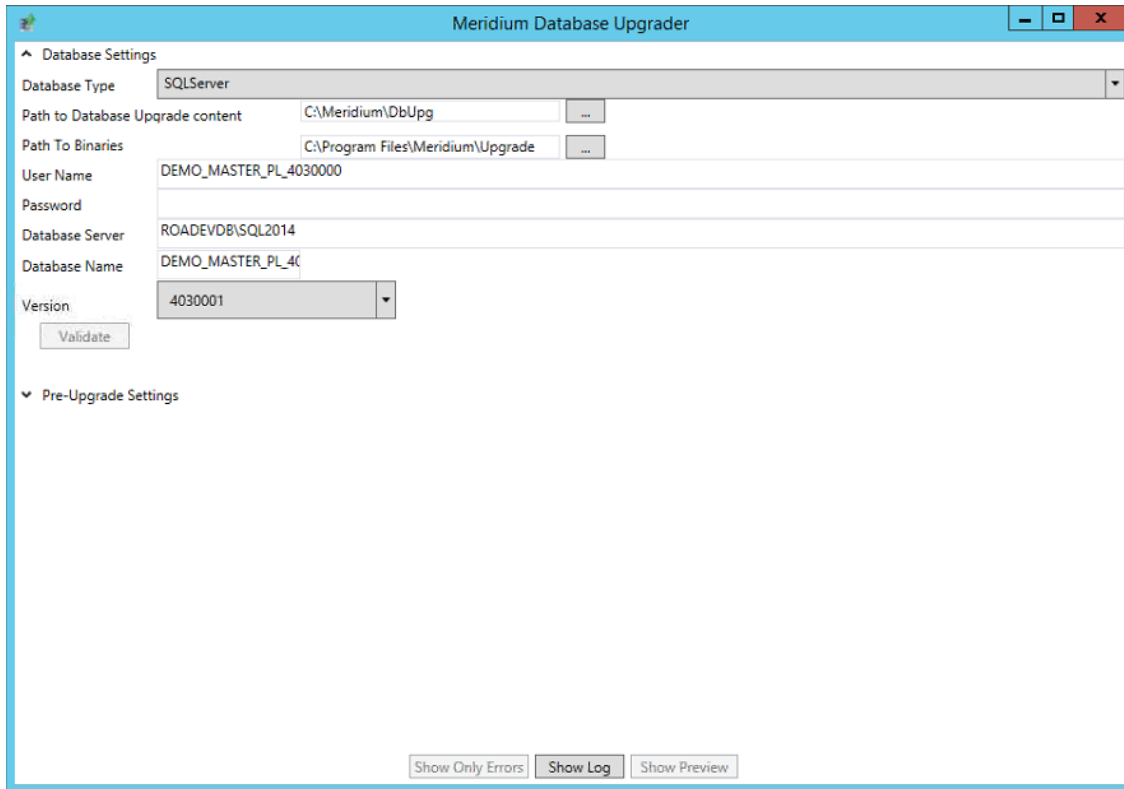 Meridium Database Upgrader
Database Settings
Database Type SQLServer
Path to Database Upgrade content C:\Meridium\DbUpg ...
Path To Binaries C:\Program Files\Meridium\Upgrade ...
User Name DEMO_MASTER_PL_4030000
Password
Database Server ROADEVDB\SQL2014
Database Name DEMO_MASTER_PL_40
Version 4030001
Validate
Pre-Upgrade Settings
Show Only Errors Show Log Show Preview